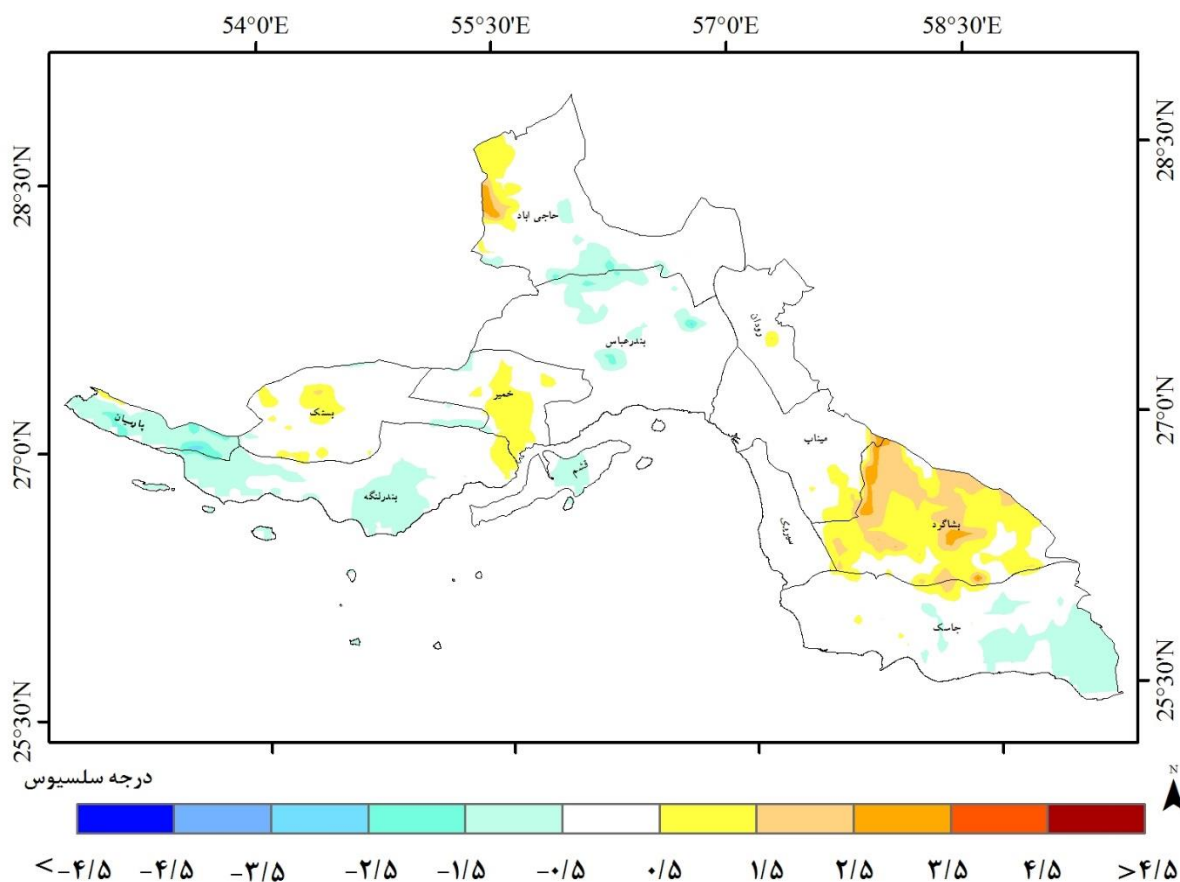 54°0'E 55°30'E 57°0'E 58°30'E
28°30'N 28°30'N
حاجی آباد
رودان
بندرعباس
27°0'N
خمیر
بستک
پارسیان
میناب
27°0'N
قشم
بندرلنگه
بشاگرد
سیریک
جاسک
25°30'N
25°30'N
درجه سلسیوس
N
<-۴/۵ -۴/۵ -۳/۵ -۲/۵ -۱/۵ -۰/۵ ۰/۵ ۱/۵ ۲/۵ ۳/۵ ۴/۵ >۴/۵